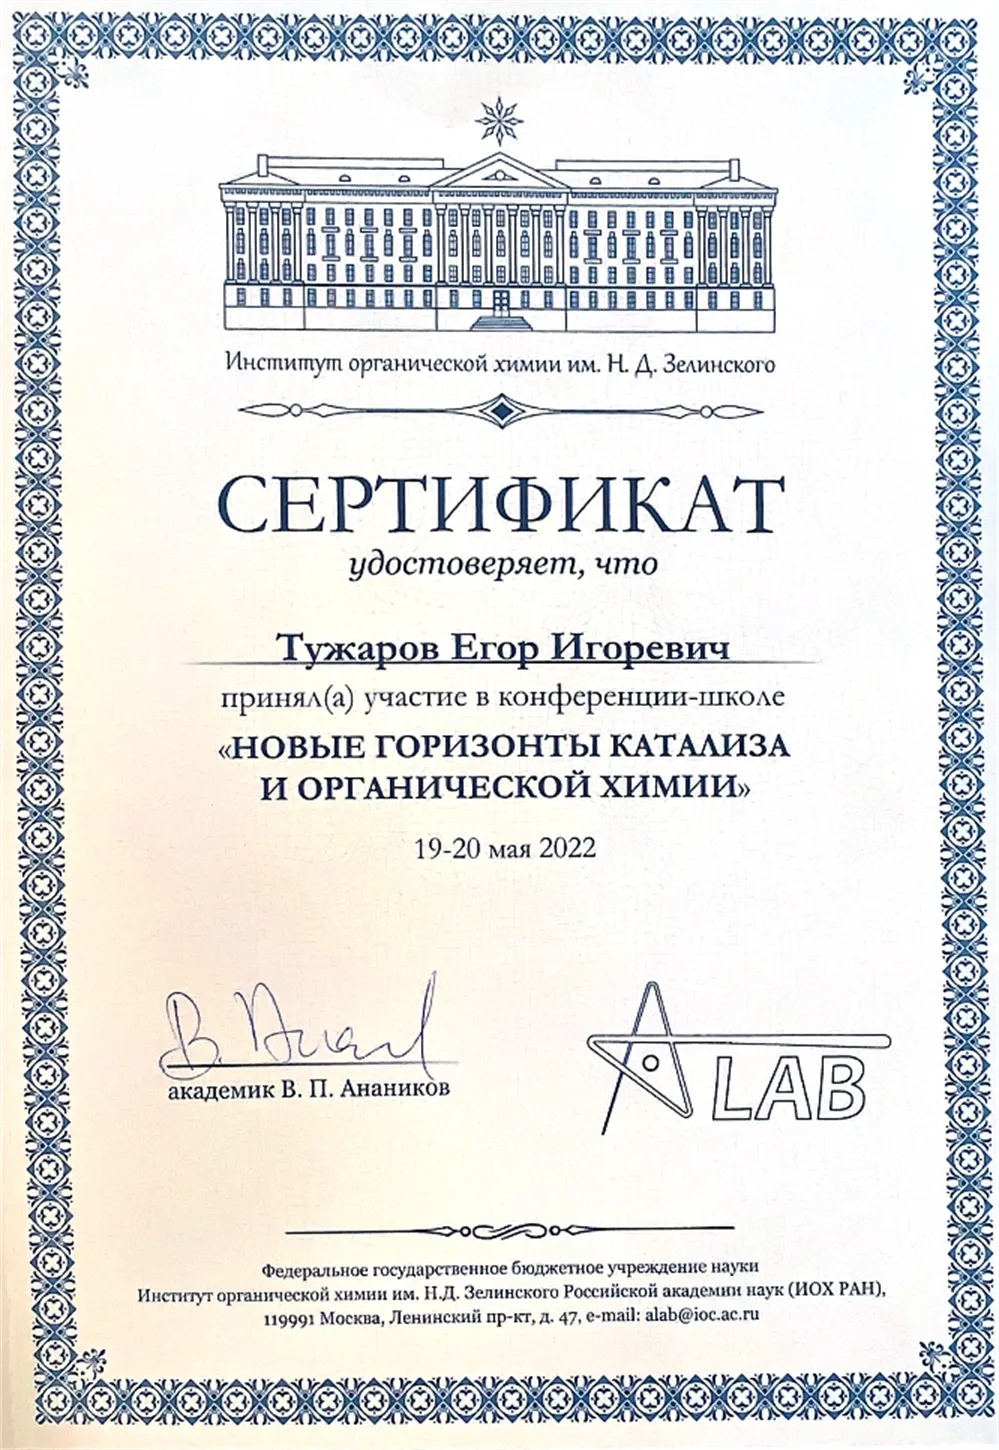 Институт органической химии им. Н. Д. Зелинского
СЕРТИФИКАТ
удостоверяет, что
Тужаров Егор Игоревич
принял(а) участие в конференции-школе
«НОВЫЕ ГОРИЗОНТЫ КАТАЛИЗА
И ОРГАНИЧЕСКОЙ ХИМИИ»
19-20 мая 2022
В. Анан
академик В. П. Анаников
A LAB
Федеральное государственное бюджетное учреждение науки
Институт органической химии им. Н.Д. Зелинского Российской академии наук (ИОХ РАН),
119991 Москва, Ленинский пр-кт, д. 47, e-mail: alab@ioc.ac.ru